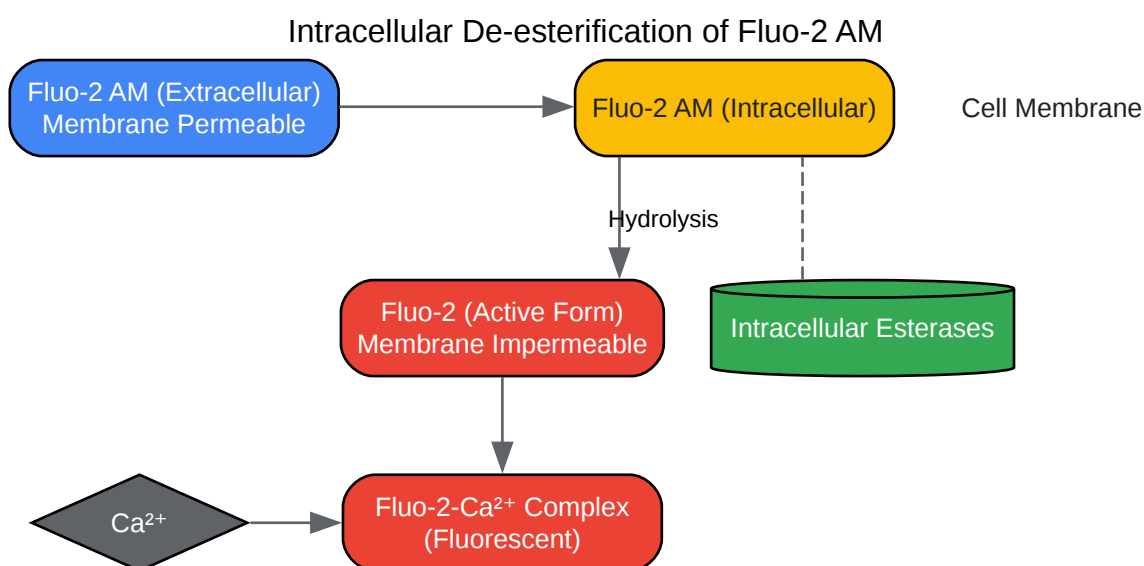 Intracellular De-esterification of Fluo-2 AM
Fluo-2 AM (Extracellular)
Membrane Permeable
Fluo-2 AM (Intracellular)
Cell Membrane
Hydrolysis
Fluo-2 (Active Form)
Membrane Impermeable
Intracellular Esterases
Ca²⁺
Fluo-2-Ca²⁺ Complex
(Fluorescent)